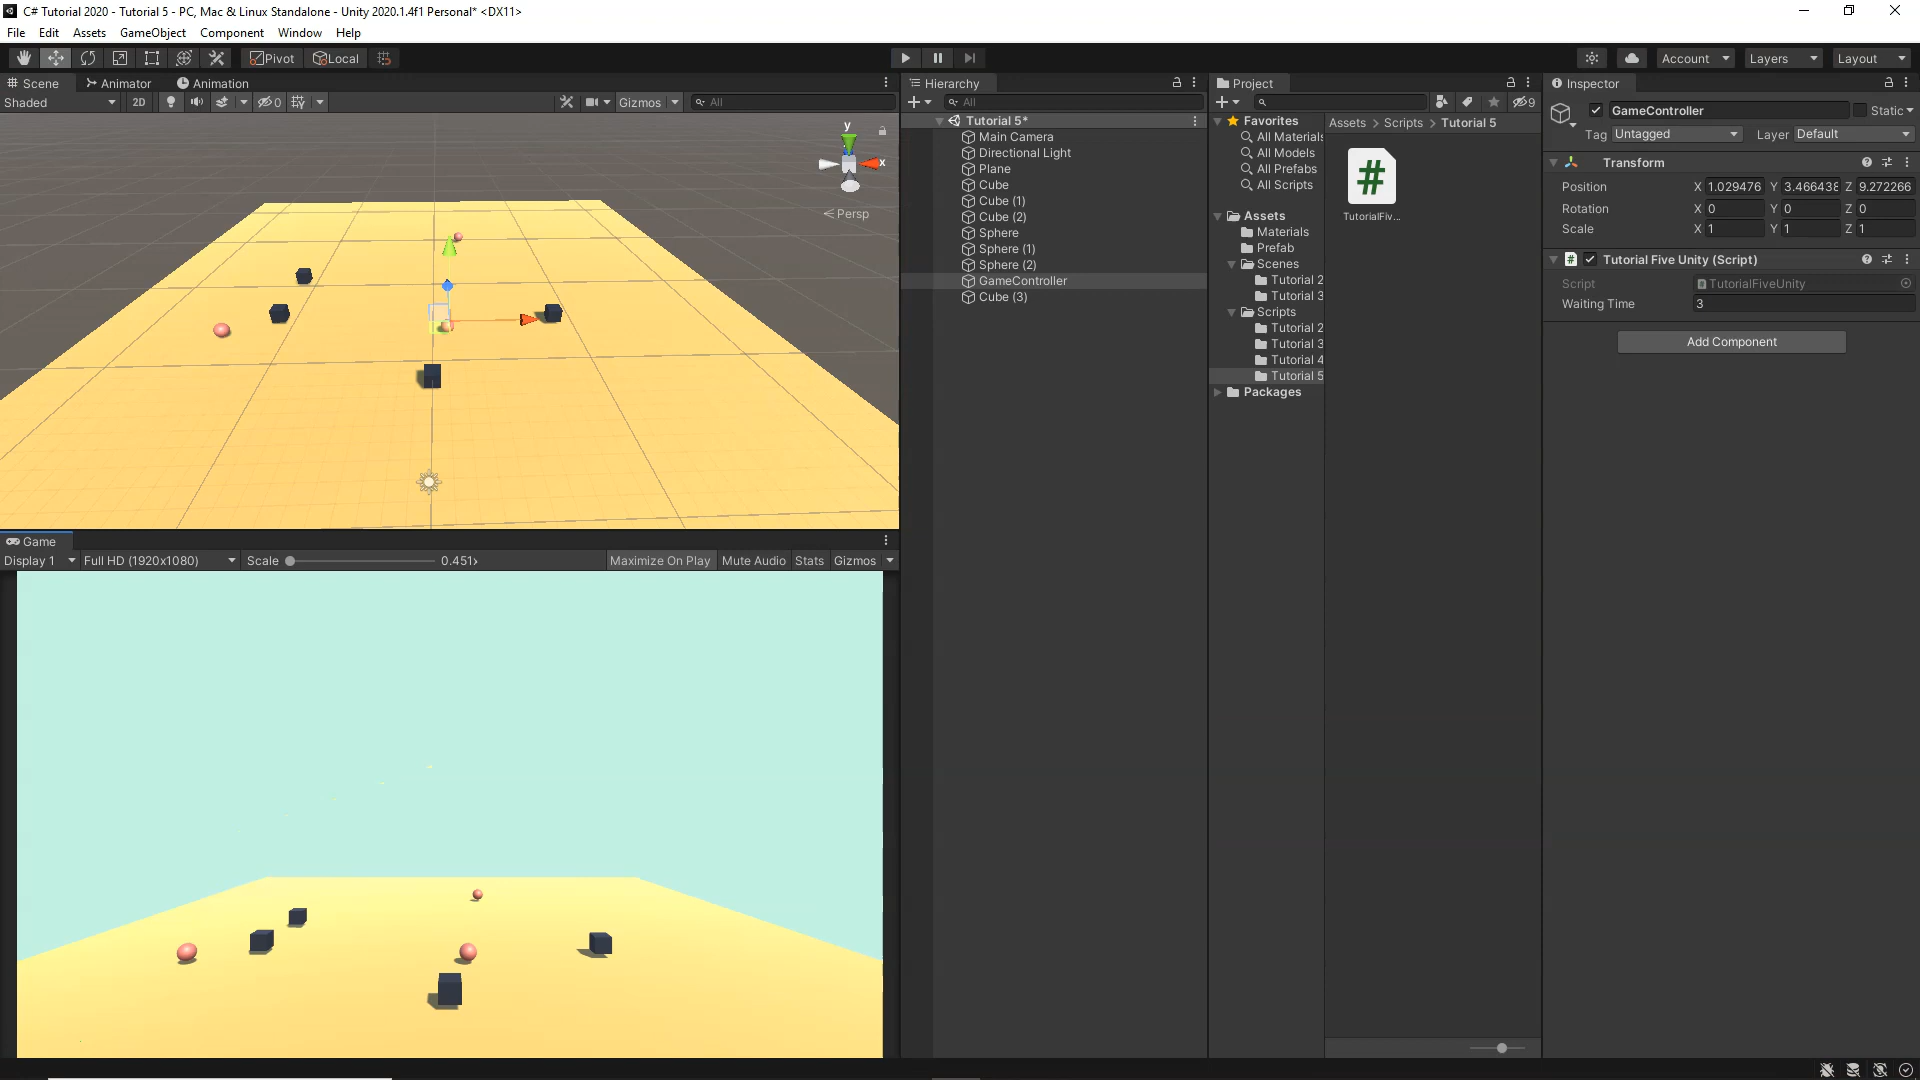 C# Tutorial 2020 - Tutorial 5 - PC, Mac & Linux Standalone - Unity 2020.1.4f1 Personal* <DX11>
File Edit Assets GameObject Component Window Help
Pivot Local Account Layers Layout
Scene Animator Animation
Shaded 2D 0 Gizmos All
y
x
Persp
Game
Display 1 Full HD (1920x1080) Scale 0.451x Maximize On Play Mute Audio Stats Gizmos
Hierarchy
All
Tutorial 5*
Main Camera
Directional Light
Plane
Cube
Cube (1)
Cube (2)
Sphere
Sphere (1)
Sphere (2)
GameController
Cube (3)
Project
9
Favorites
All Materials
All Models
All Prefabs
All Scripts
Assets
Materials
Prefab
Scenes
Tutorial 2
Tutorial 3
Scripts
Tutorial 2
Tutorial 3
Tutorial 4
Tutorial 5
Packages
Assets > Scripts > Tutorial 5
#
TutorialFiv...
Inspector
GameController Static
Tag Untagged Layer Default
Transform
Position X 1.029476 Y 3.466438 Z 9.272266
Rotation X 0 Y 0 Z 0
Scale X 1 Y 1 Z 1
# Tutorial Five Unity (Script)
Script TutorialFiveUnity
Waiting Time 3
Add Component